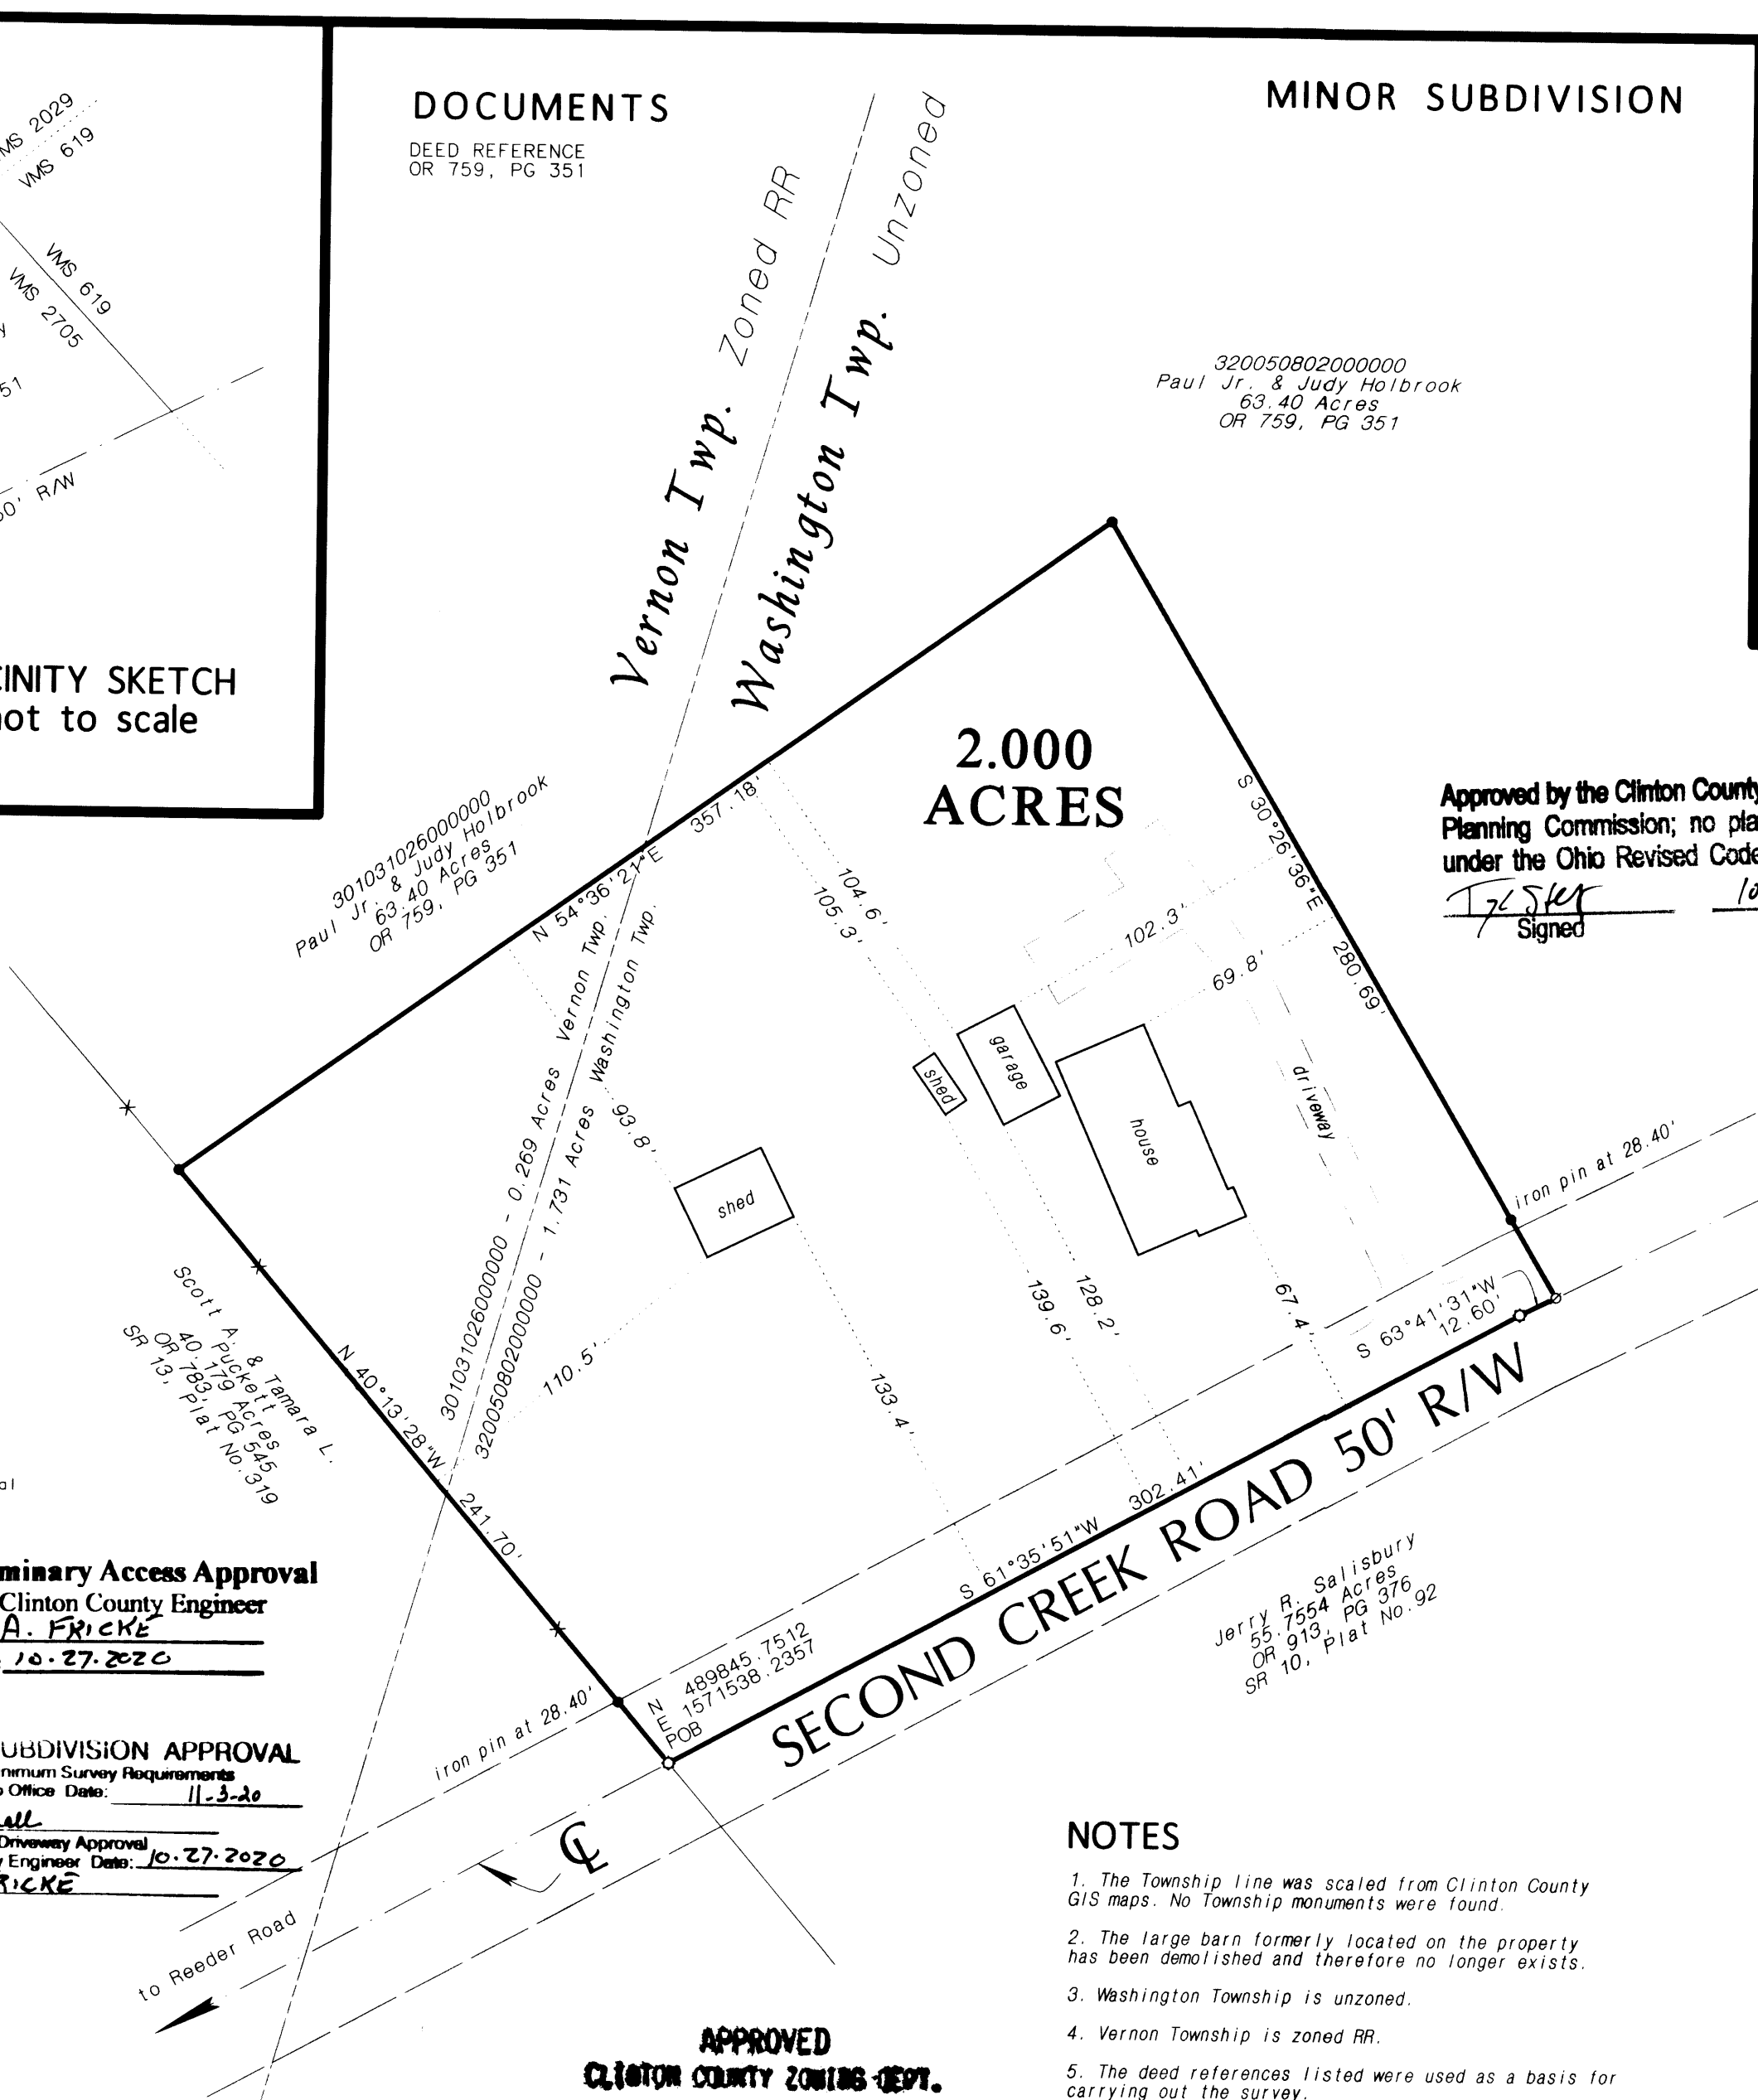 VMS 619
VMS 619
VMS 2705
51
R/W
CINITY SKETCH
not to scale
DOCUMENTS
DEED REFERENCE
OR 759, PG 351
MINOR SUBDIVISION
Vernon Twp. Zoned RR
Washington Twp. Unzoned
320050802000000
Paul Jr. & Judy Holbrook
63.40 Acres
OR 759, PG 351
2.000
ACRES
301031026000000
Paul Jr. & Judy Holbrook
63.40 Acres
OR 759, PG 351
N 54°36'21"E 357.18'
S 30°26'36"E 280.69'
Approved by the Clinton County
Planning Commission; no pla
under the Ohio Revised Code
Signed
104.6'
105.3'
102.3'
69.8'
garage
shed
house
driveway
301031026000000 - 0.269 Acres Vernon Twp.
320050802000000 - 1.731 Acres Washington Twp.
93.8'
shed
110.5'
133.4'
139.6'
128.2'
67.4'
iron pin at 28.40'
S 63°41'31"W
12.60'
Scott A. & Tamara L.
Puckett
40.179 Acres
OR 783, PG 545
SR 13, Plat No.319
N 40°13'28"W 241.70'
S 61°35'51"W 302.41'
SECOND CREEK ROAD 50' R/W
N 489845.7512
E 1571538.2357
POB
iron pin at 28.40'
Jerry R. Salisbury
55.7554 Acres
OR 913, PG 376
SR 10, Plat No.92
minary Access Approval
Clinton County Engineer
A. FRICKE
10.27.2020
UBDIVISION APPROVAL
nimum Survey Requirements
Office Date: 11-3-20
Driveway Approval
Engineer Date: 10.27.2020
RICKE
℄
to Reeder Road
APPROVED
CLINTON COUNTY ZONING DEPT.
NOTES
1. The Township line was scaled from Clinton County
GIS maps. No Township monuments were found.
2. The large barn formerly located on the property
has been demolished and therefore no longer exists.
3. Washington Township is unzoned.
4. Vernon Township is zoned RR.
5. The deed references listed were used as a basis for
carrying out the survey.